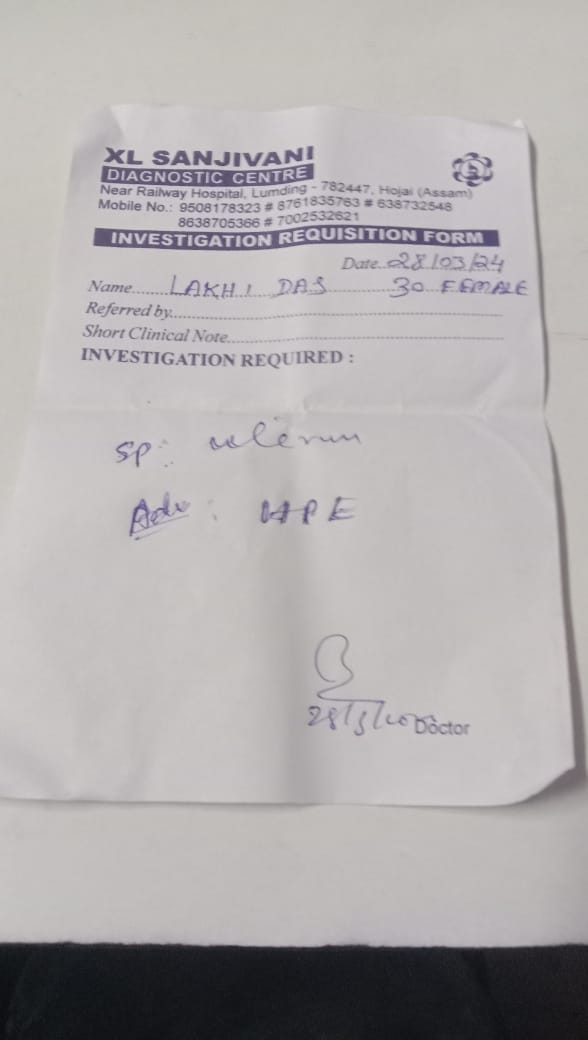 XL SANJIVANI
DIAGNOSTIC CENTRE
Near Railway Hospital, Lumding - 782447, Hojai (Assam)
Mobile No.: 9508178323 # 8761835763 # 638732548
8638705366 # 7002532621
INVESTIGATION REQUISITION FORM
Date..28/03/24
Name......LAKHI DAS 30 FEMALE
Referred by
Short Clinical Note
INVESTIGATION REQUIRED :
Sp: uterus
Adv : HPE
Doctor